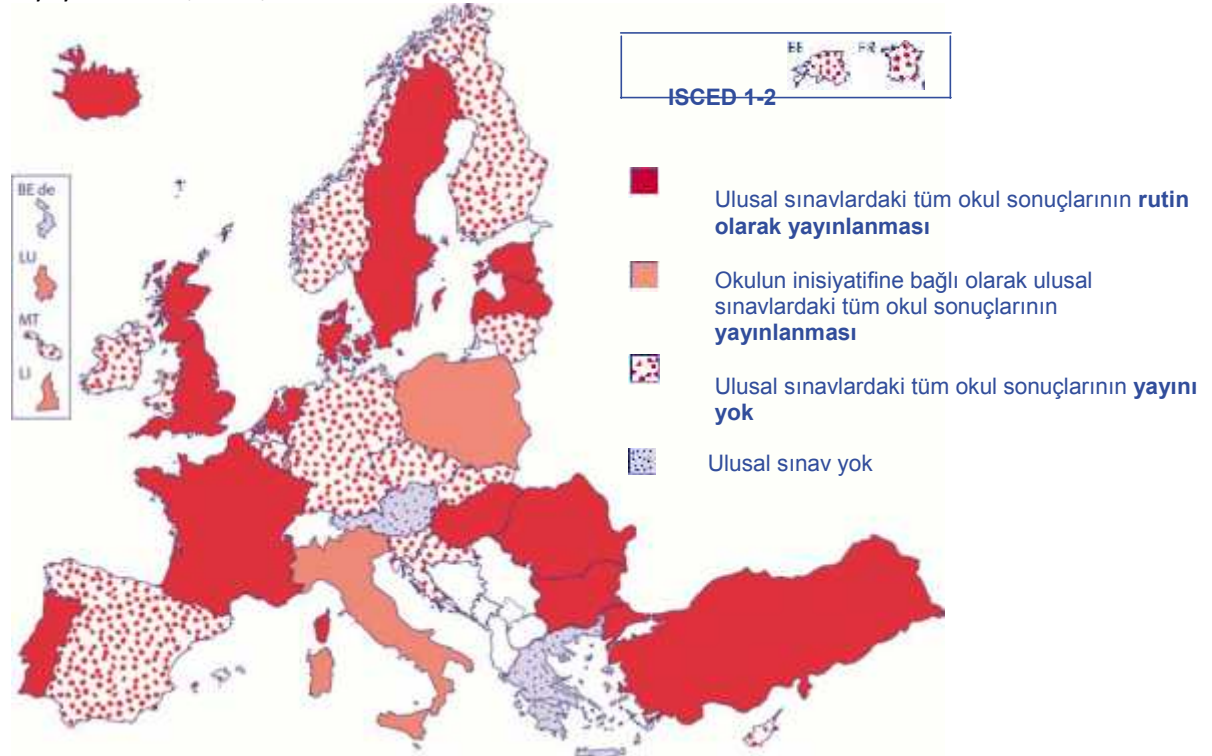 BE FR
ISCED 1-2
BE de
LU
MT
LI
Ulusal sınavlardaki tüm okul sonuçlarının rutin
olarak yayınlanması
Okulun inisiyatifine bağlı olarak ulusal
sınavlardaki tüm okul sonuçlarının
yayınlanması
Ulusal sınavlardaki tüm okul sonuçlarının yayını
yok
Ulusal sınav yok